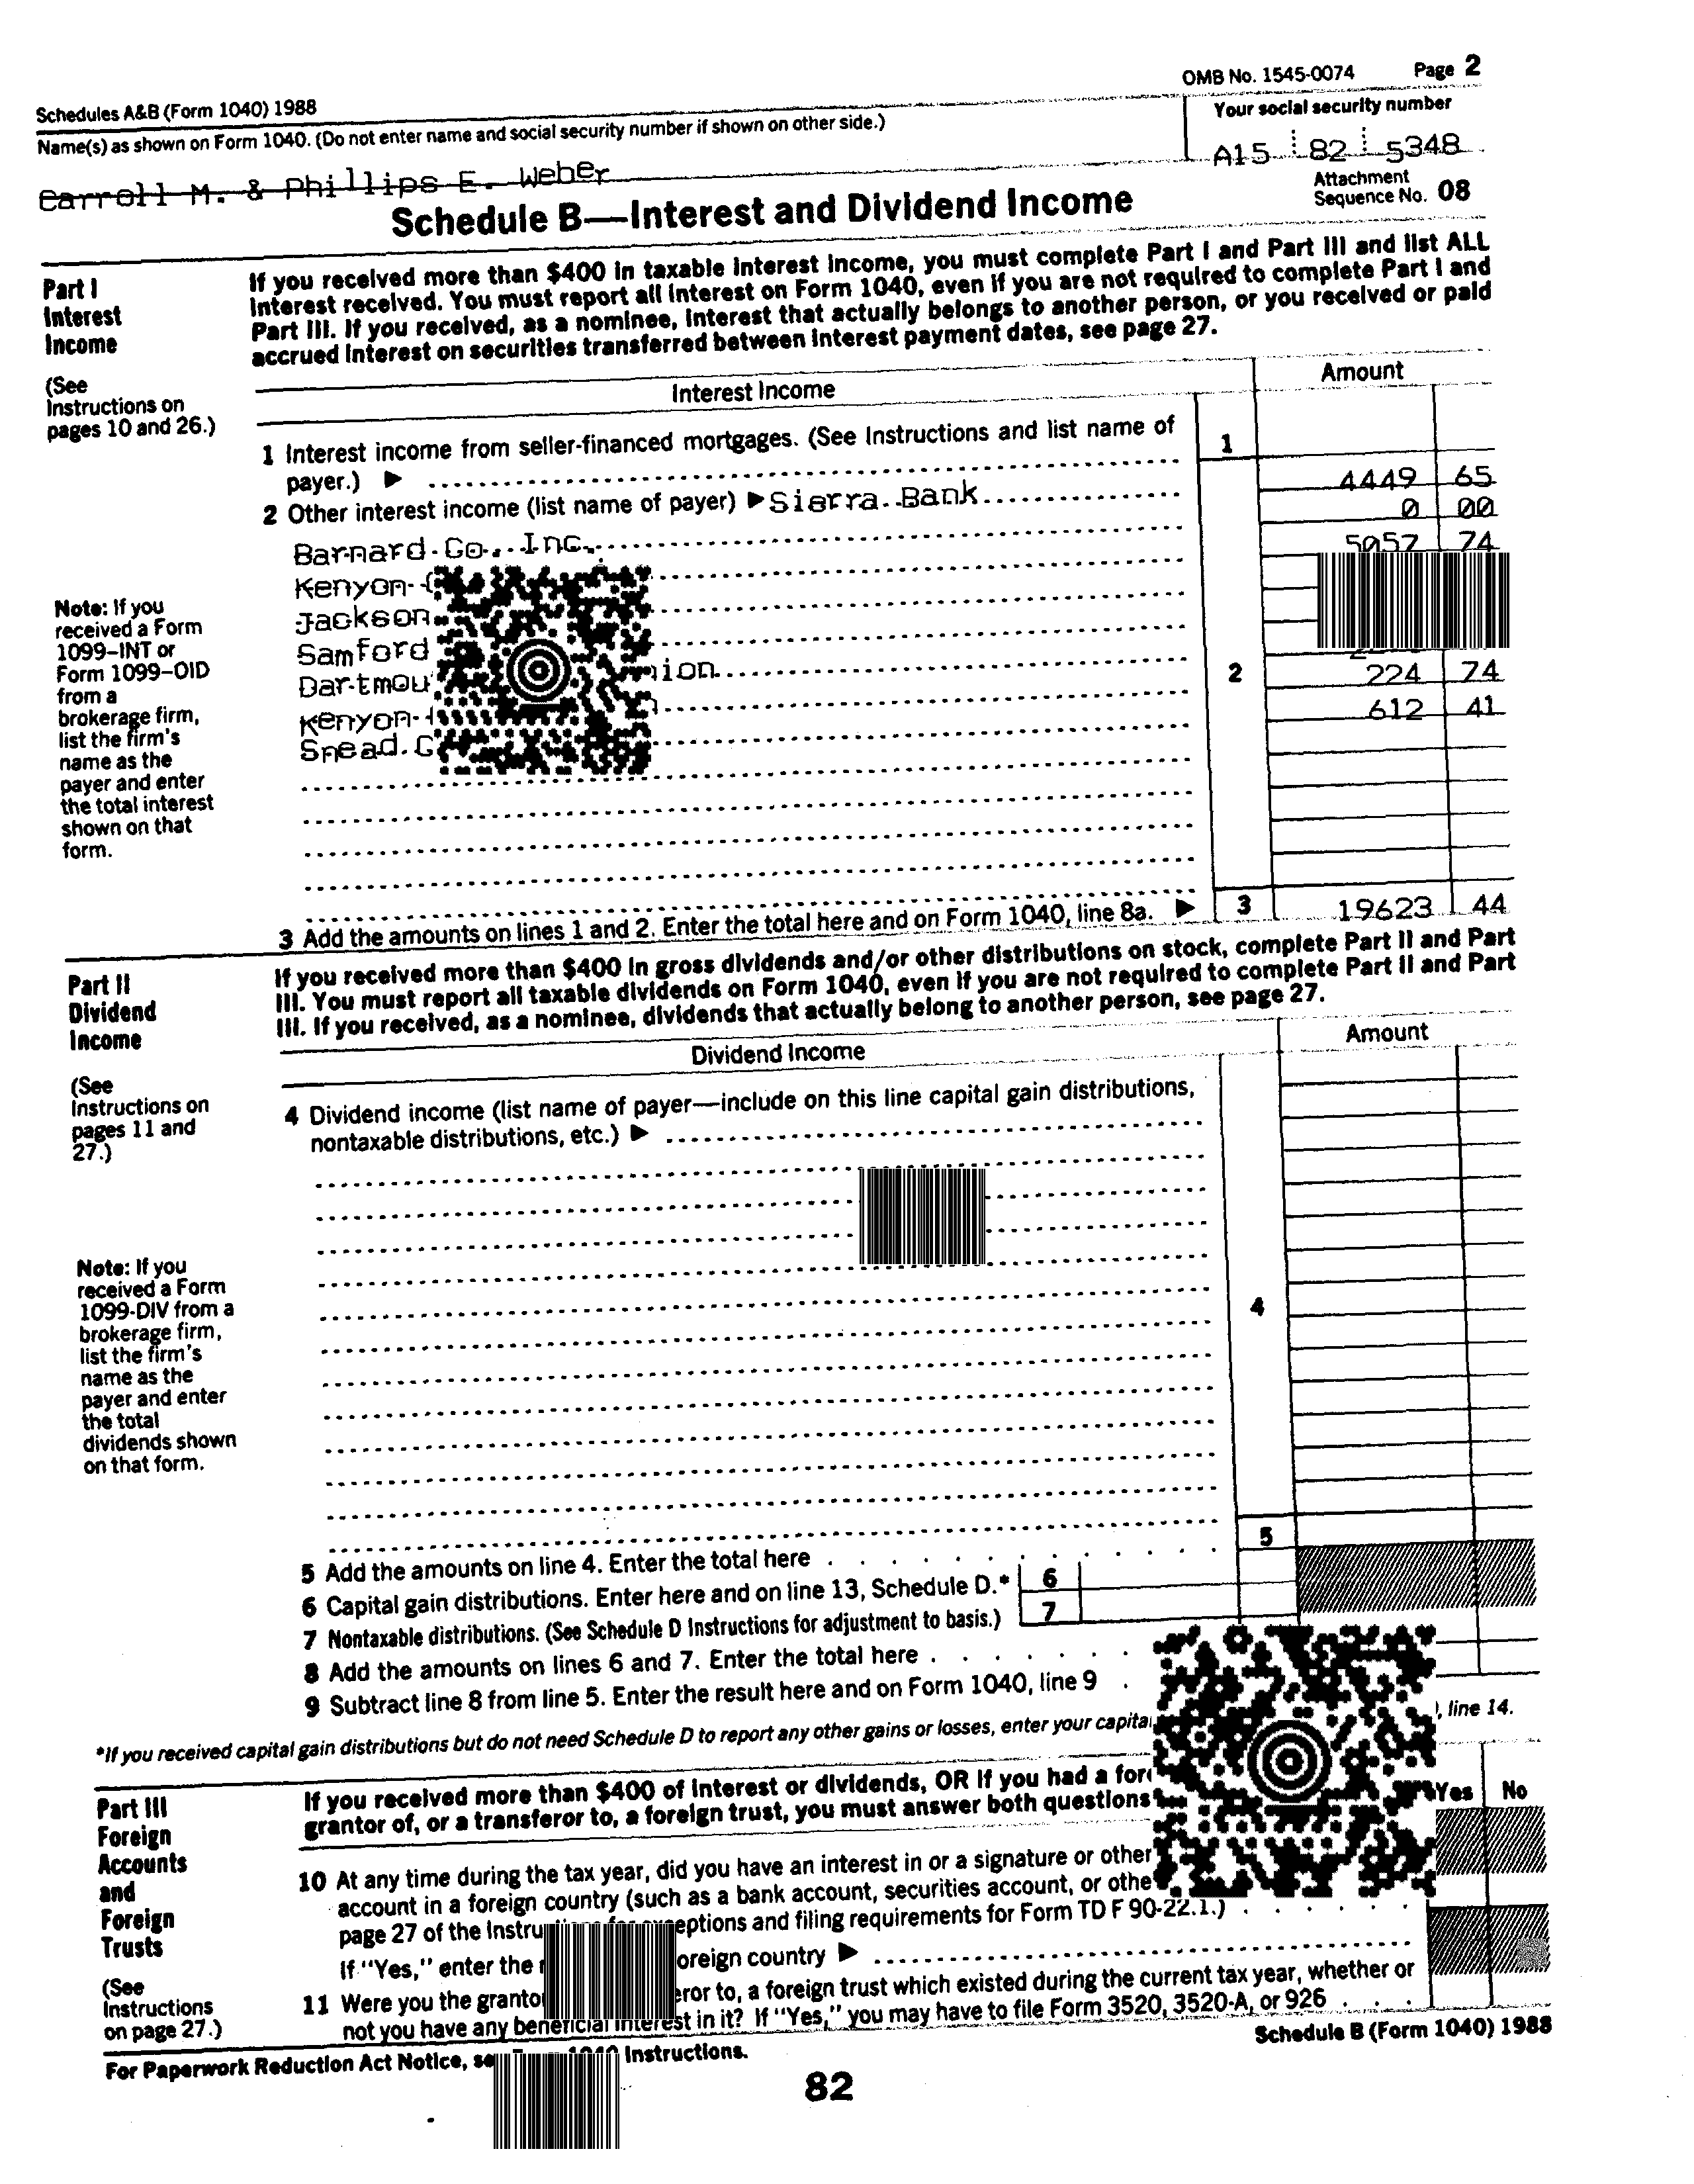 OMB No. 1545-0074 Page 2
Schedules A&B (Form 1040) 1988
Name(s) as shown on Form 1040. (Do not enter name and social security number if shown on other side.)
Your social security number
Carroll M. & Phillips E. Weber
A15 82 5348
Attachment
Sequence No. 08
Schedule B—Interest and Dividend Income
Part I
Interest
Income
(See
Instructions on
pages 10 and 26.)
If you received more than $400 in taxable interest income, you must complete Part I and Part III and list ALL
interest received. You must report all interest on Form 1040, even if you are not required to complete Part I and
Part III. If you received, as a nominee, interest that actually belongs to another person, or you received or paid
accrued interest on securities transferred between interest payment dates, see page 27.
Interest Income
Amount
1 Interest income from seller-financed mortgages. (See Instructions and list name of
payer.) ▶
1
2 Other interest income (list name of payer) ▶ Sierra Bank
4449 65
Barnard Co., Inc.
0 00
Kenyon
5057 74
Jackson
Samford
Dartmou
Kenyon
2
224 74
612 41
Note: If you
received a Form
1099–INT or
Form 1099–OID
from a
brokerage firm,
list the firm's
name as the
payer and enter
the total interest
shown on that
form.
3 Add the amounts on lines 1 and 2. Enter the total here and on Form 1040, line 8a. ▶ 3 19623 44
Part II
Dividend
Income
(See
Instructions on
pages 11 and
27.)
If you received more than $400 in gross dividends and/or other distributions on stock, complete Part II and Part
III. You must report all taxable dividends on Form 1040, even if you are not required to complete Part II and Part
III. If you received, as a nominee, dividends that actually belong to another person, see page 27.
Dividend Income
Amount
4 Dividend income (list name of payer—include on this line capital gain distributions,
nontaxable distributions, etc.) ▶
4
Note: If you
received a Form
1099-DIV from a
brokerage firm,
list the firm's
name as the
payer and enter
the total
dividends shown
on that form.
5 Add the amounts on line 4. Enter the total here 5
6 Capital gain distributions. Enter here and on line 13, Schedule D.* 6
7 Nontaxable distributions. (See Schedule D Instructions for adjustment to basis.) 7
8 Add the amounts on lines 6 and 7. Enter the total here
9 Subtract line 8 from line 5. Enter the result here and on Form 1040, line 9
*If you received capital gain distributions but do not need Schedule D to report any other gains or losses, enter your line 14.
Part III
Foreign
Accounts
and
Foreign
Trusts
(See
Instructions
on page 27.)
If you received more than $400 of interest or dividends, OR if you had a
grantor of, or a transferor to, a foreign trust, you must answer both questions
Yes No
10 At any time during the tax year, did you have an interest in or a signature or other
account in a foreign country (such as a bank account, securities account, or
page 27 of the and filing requirements for Form TD F 90-22.1.)
If "Yes," enter the country ▶
11 Were you the to, a foreign trust which existed during the current tax year, whether or
not you have any beneficial interest in it? If "Yes," you may have to file Form 3520, 3520-A, or 926
For Paperwork Reduction Act Notice, Instructions.
Schedule B (Form 1040) 1988
82